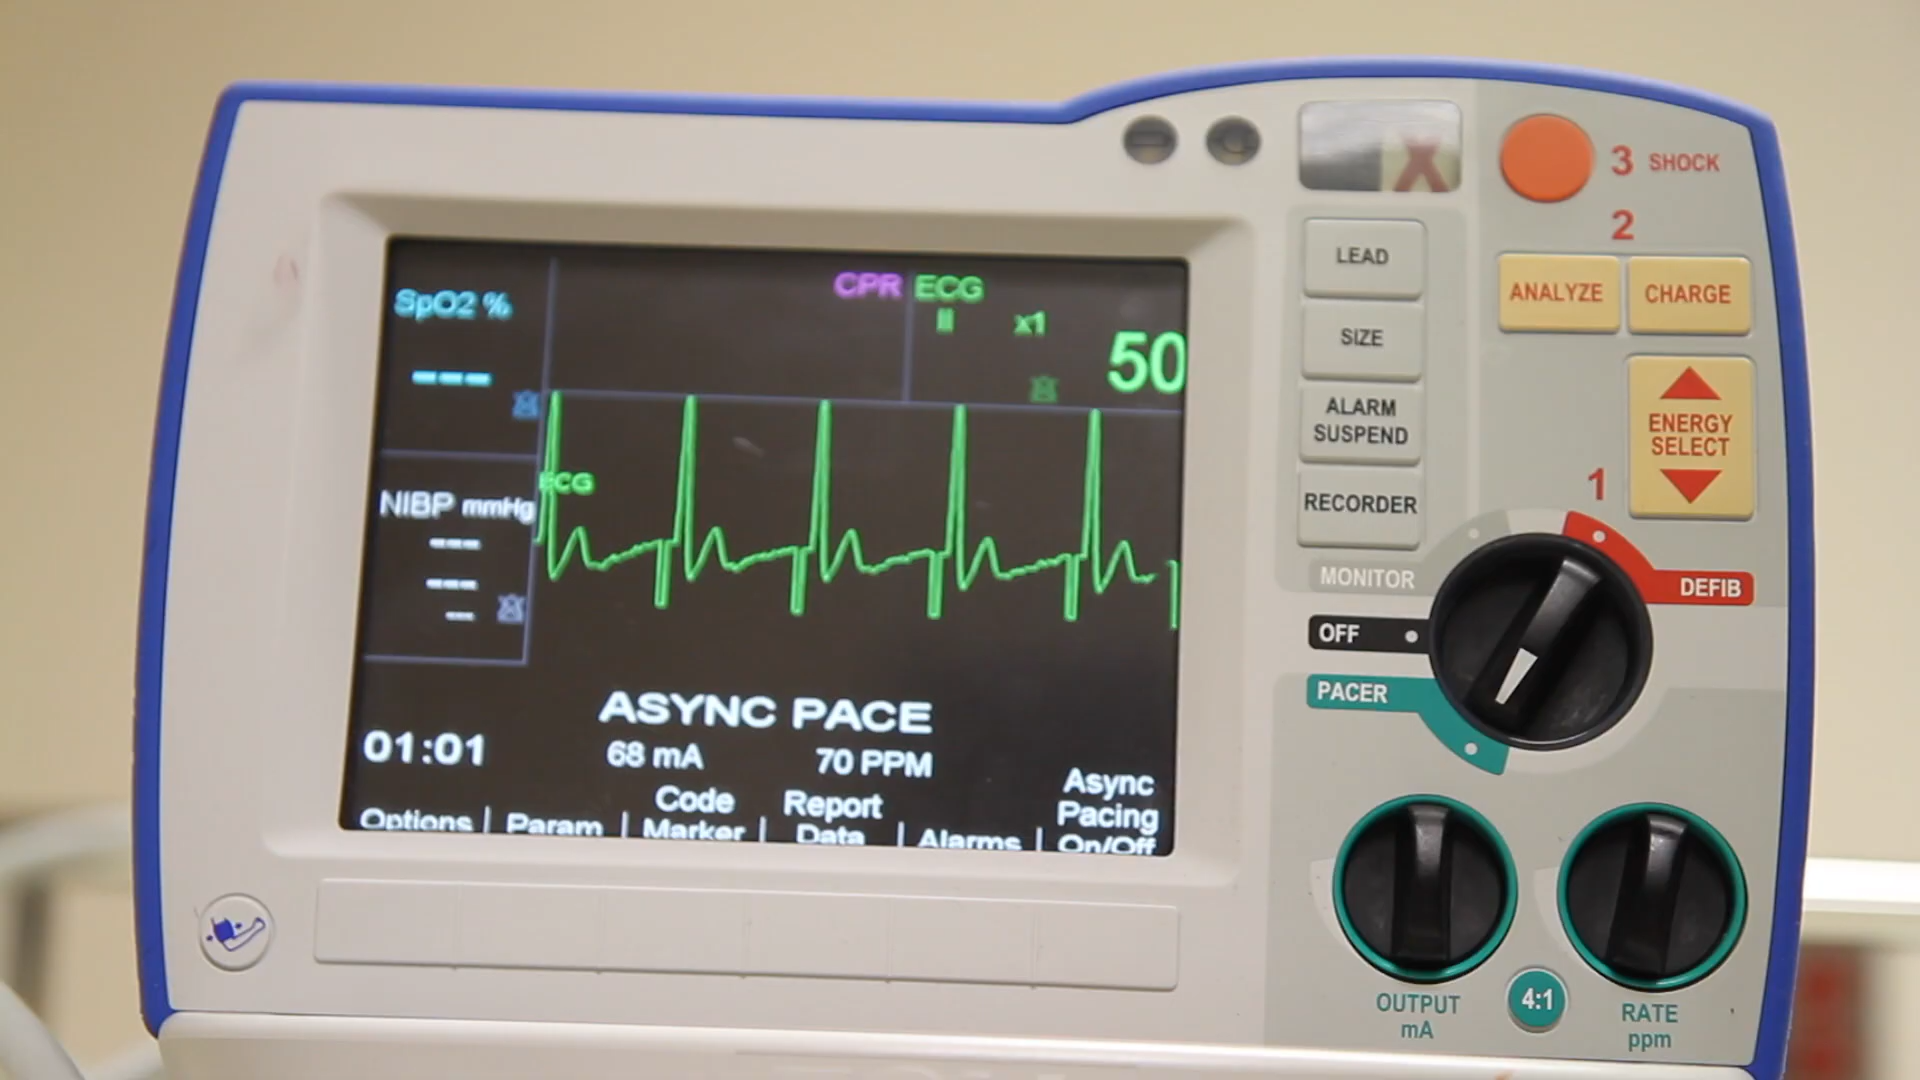 SpO2 %
---
CPR
ECG
II x1
50
ECG
NIBP mmHg
---
---
--
ASYNC PACE
01:01
68 mA 70 PPM
Options
Param
Code
Marker
Report
Data
Alarms
Async
Pacing
On/Off
3 SHOCK
2
ANALYZE
CHARGE
LEAD
SIZE
ALARM
SUSPEND
RECORDER
ENERGY
SELECT
1
MONITOR
DEFIB
OFF
PACER
OUTPUT
mA
4:1
RATE
ppm